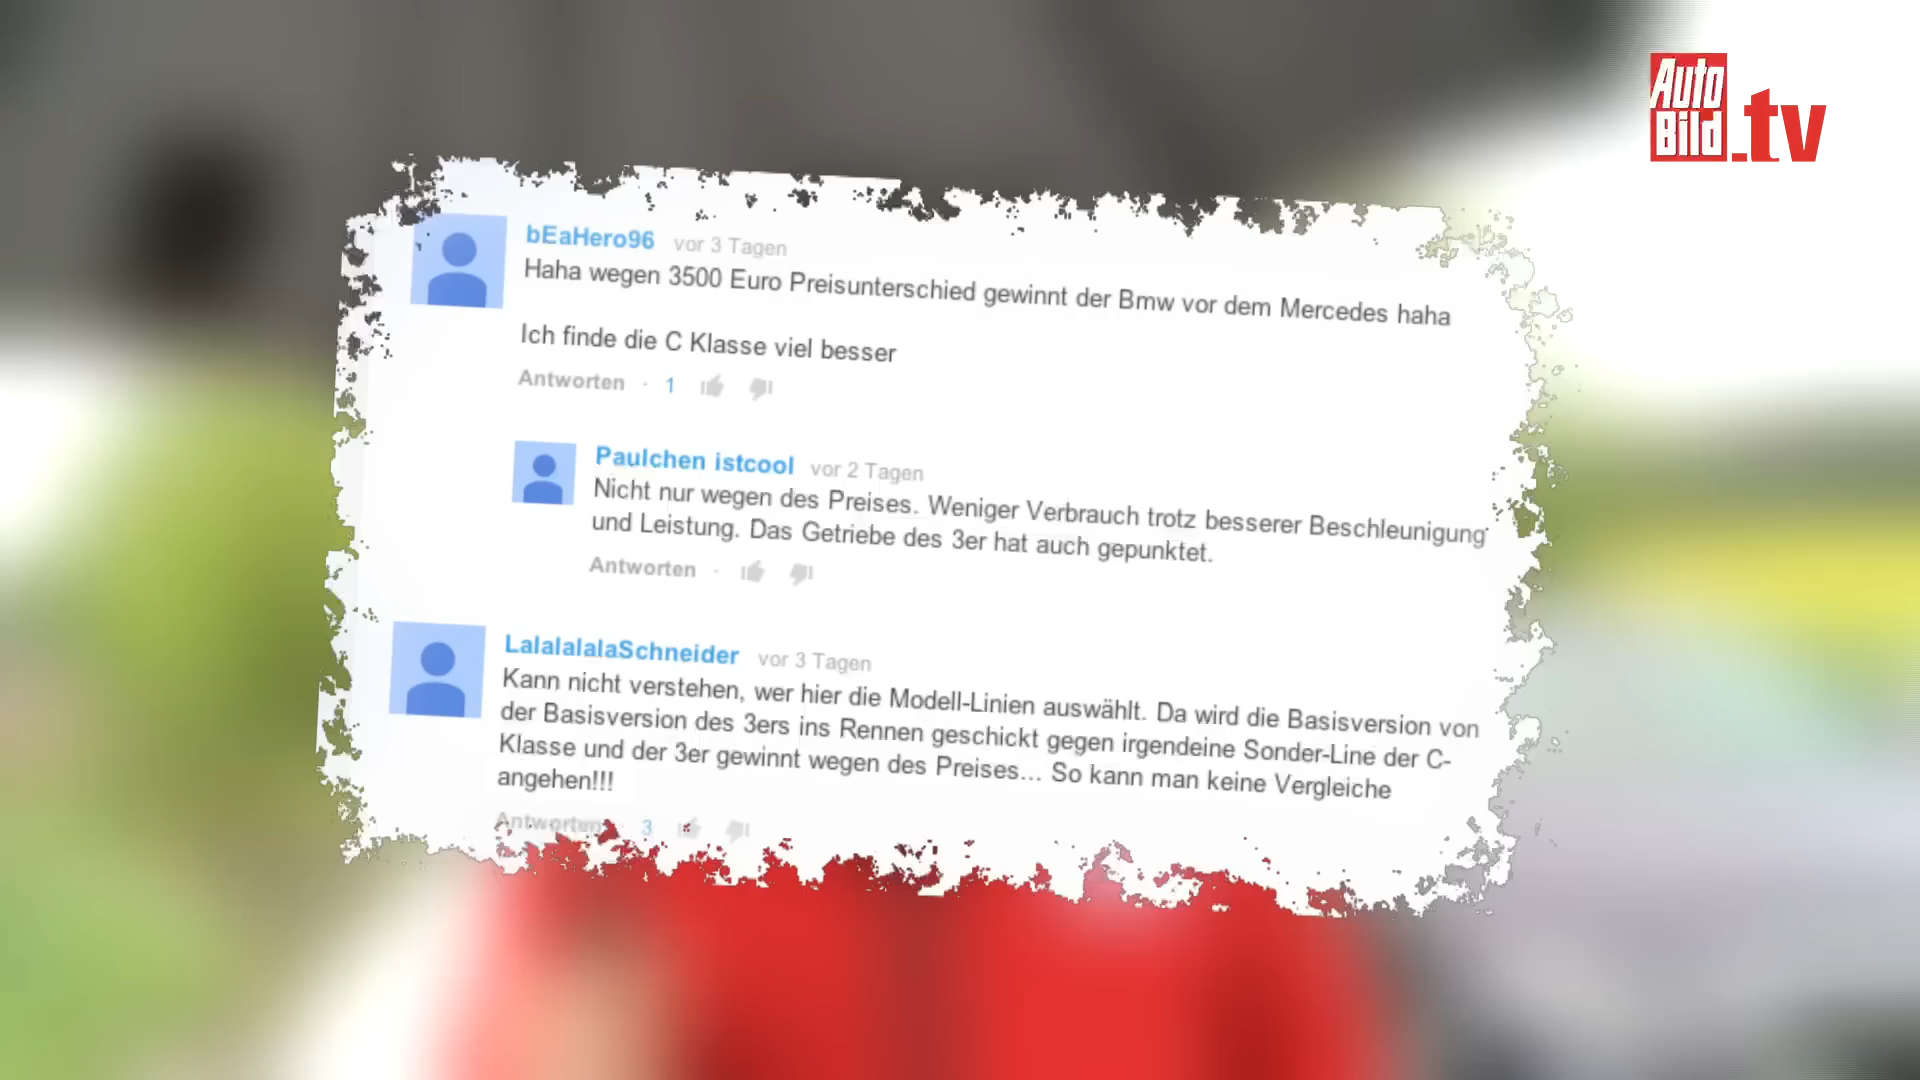 Auto
Bild
.tv
bEaHero96 vor 3 Tagen
Haha wegen 3500 Euro Preisunterschied gewinnt der Bmw vor dem Mercedes haha
Ich finde die C Klasse viel besser
Antworten · 1
Paulchen istcool vor 2 Tagen
Nicht nur wegen des Preises. Weniger Verbrauch trotz besserer Beschleunigung
und Leistung. Das Getriebe des 3er hat auch gepunktet.
Antworten ·
LalalalalaSchneider vor 3 Tagen
Kann nicht verstehen, wer hier die Modell-Linien auswählt. Da wird die Basisversion von
der Basisversion des 3ers ins Rennen geschickt gegen irgendeine Sonder-Line der C-
Klasse und der 3er gewinnt wegen des Preises... So kann man keine Vergleiche
angehen!!!
Antworten · 3